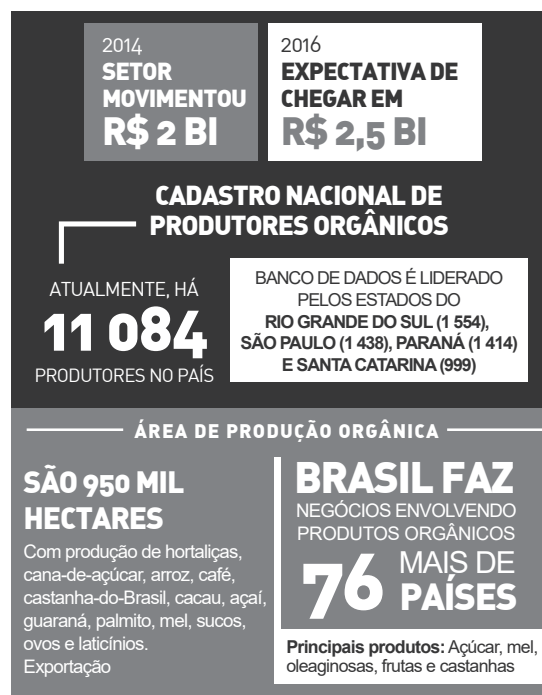 2014
SETOR
MOVIMENTOU
R$ 2 BI
2016
EXPECTATIVA DE
CHEGAR EM
R$ 2,5 BI
CADASTRO NACIONAL DE
PRODUTORES ORGÂNICOS
ATUALMENTE, HÁ
11 084
PRODUTORES NO PAÍS
BANCO DE DADOS É LIDERADO
PELOS ESTADOS DO
RIO GRANDE DO SUL (1 554),
SÃO PAULO (1 438), PARANÁ (1 414)
E SANTA CATARINA (999)
ÁREA DE PRODUÇÃO ORGÂNICA
SÃO 950 MIL
HECTARES
Com produção de hortaliças,
cana-de-açúcar, arroz, café,
castanha-do-Brasil, cacau, açaí,
guaraná, palmito, mel, sucos,
ovos e laticínios.
Exportação
BRASIL FAZ
NEGÓCIOS ENVOLVENDO
PRODUTOS ORGÂNICOS
76 MAIS DE
PAÍSES
Principais produtos: Açúcar, mel,
oleaginosas, frutas e castanhas